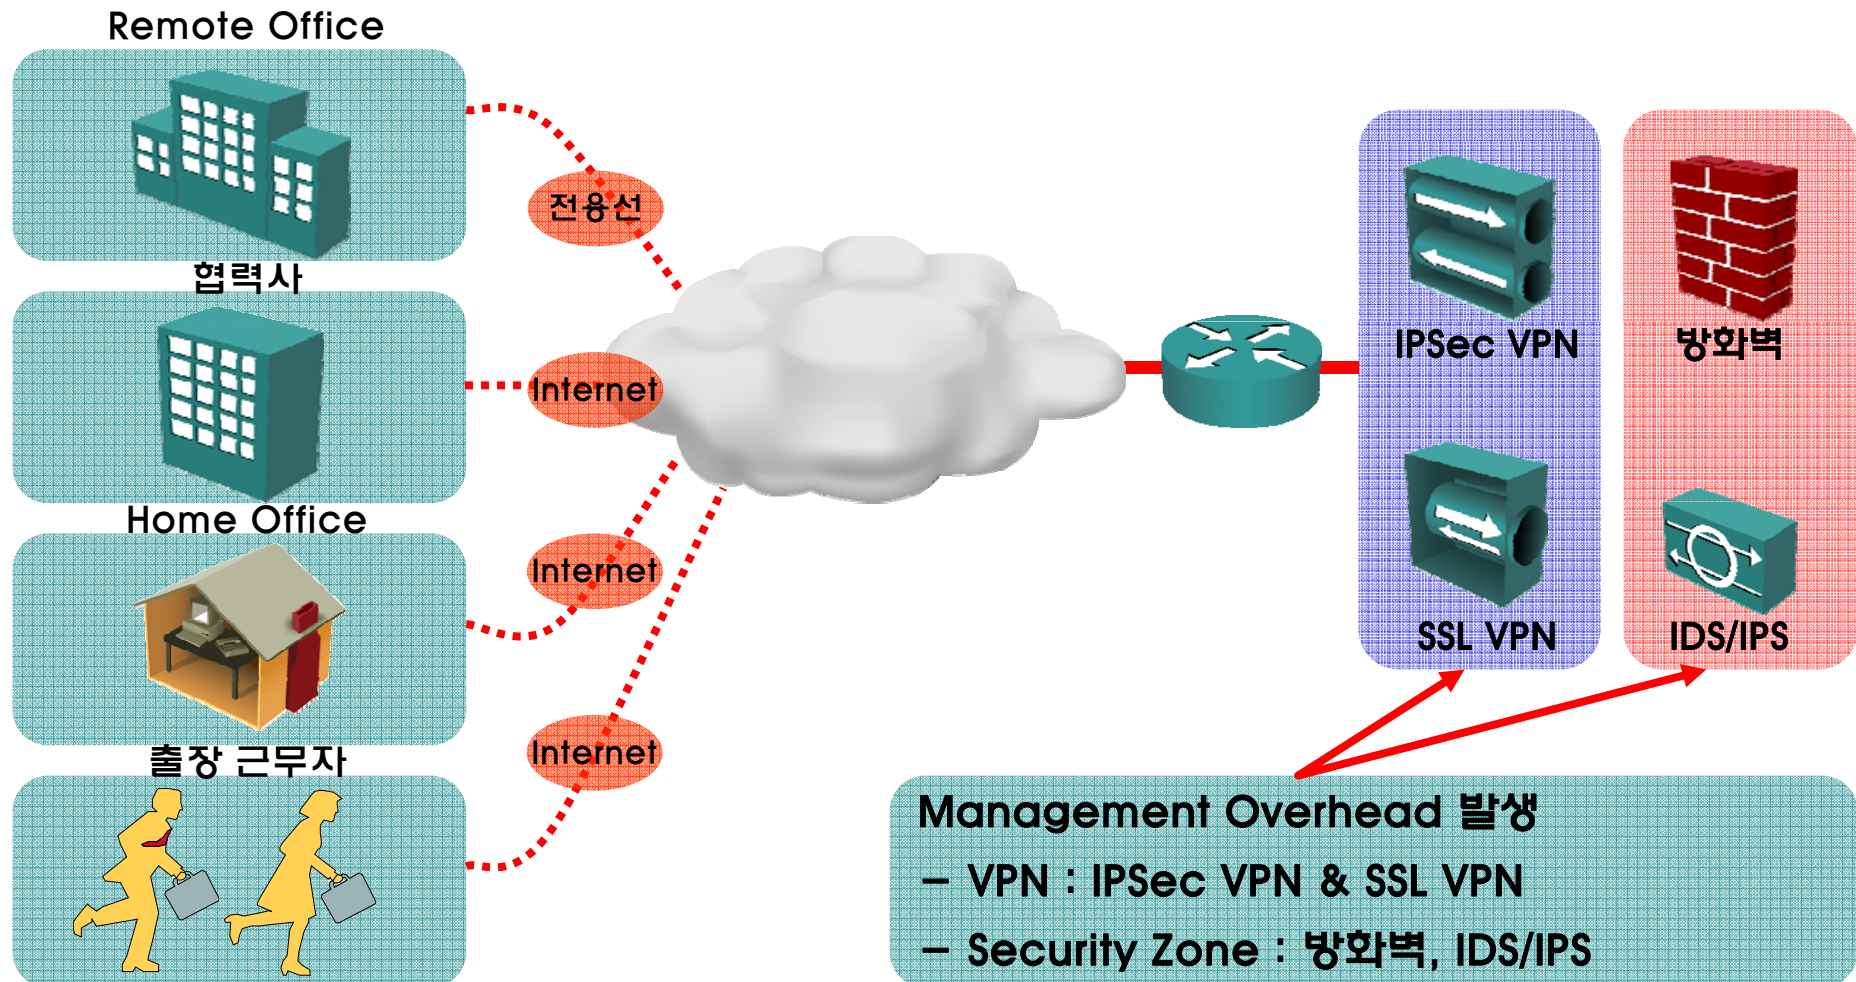 Remote Office
전용선
협력사
Internet
Home Office
Internet
출장 근무자
Internet
IPSec VPN
방화벽
SSL VPN
IDS/IPS
Management Overhead 발생
- VPN : IPSec VPN & SSL VPN
- Security Zone : 방화벽, IDS/IPS